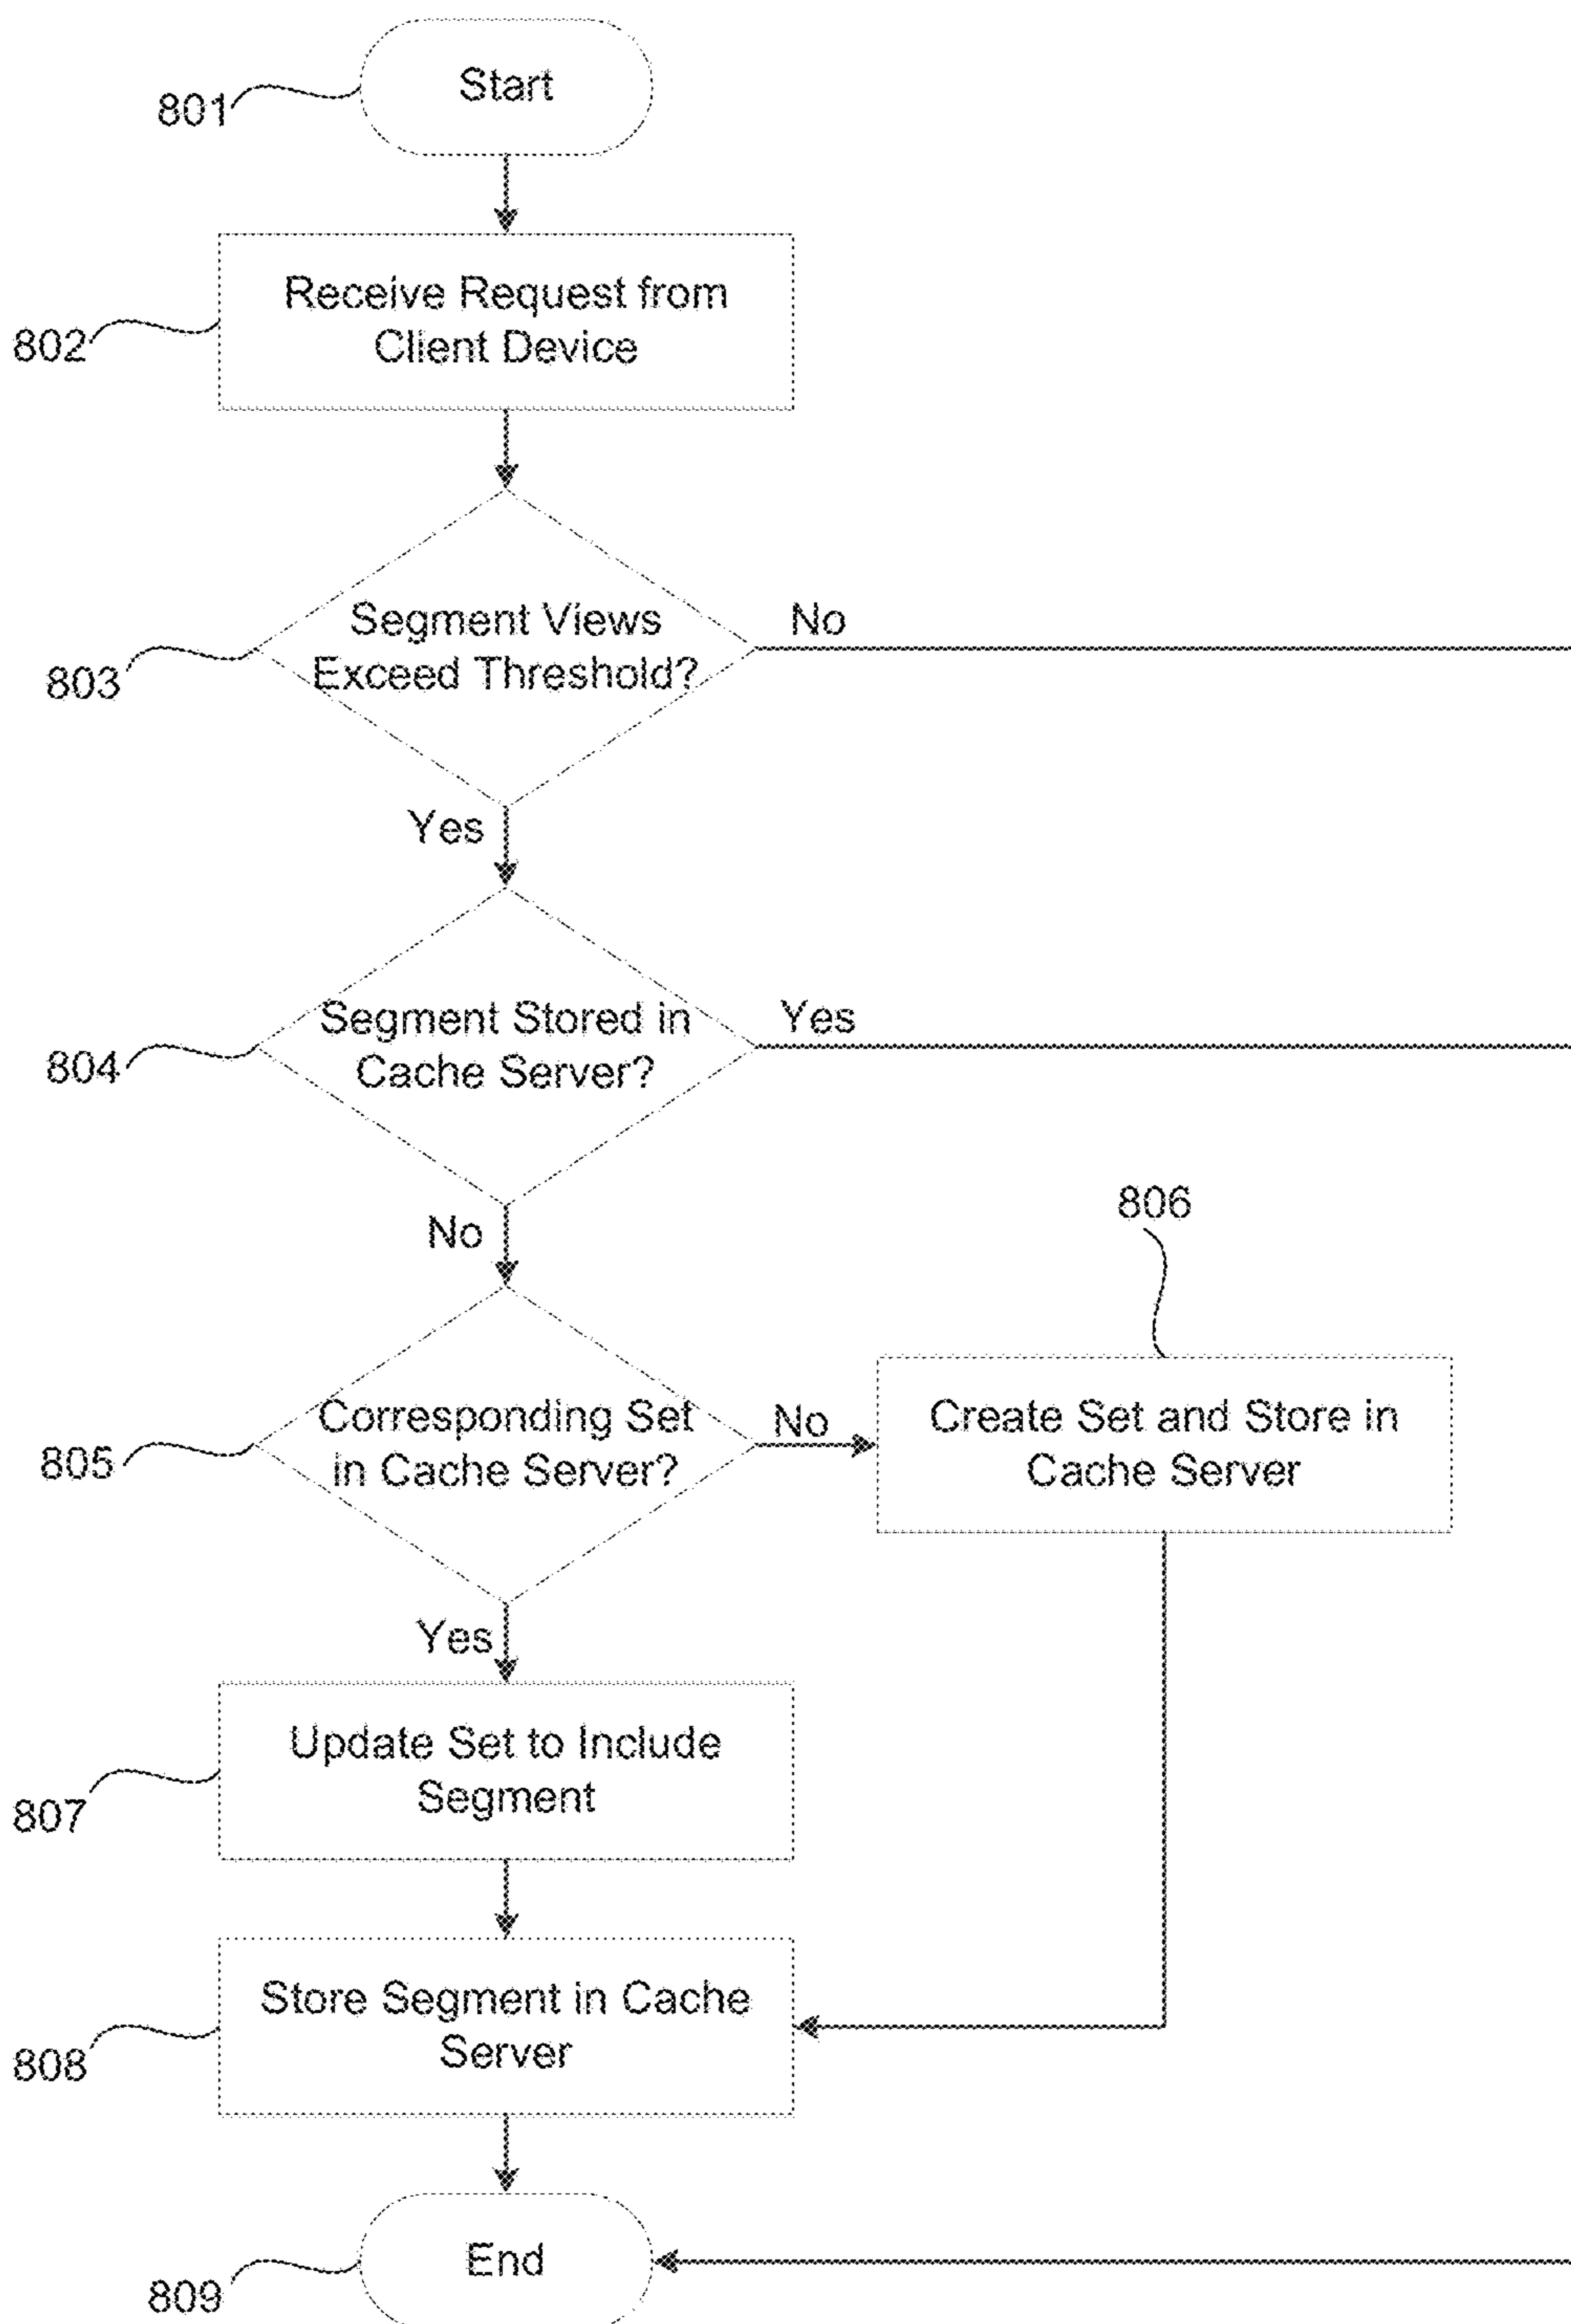 Start
801
Receive Request from
Client Device
802
Segment Views
Exceed Threshold?
No
803
Yes
Segment Stored in
Cache Server?
Yes
804
No
806
Corresponding Set
in Cache Server?
No
Create Set and Store in
Cache Server
805
Yes
Update Set to Include
Segment
807
Store Segment in Cache
Server
808
End
809